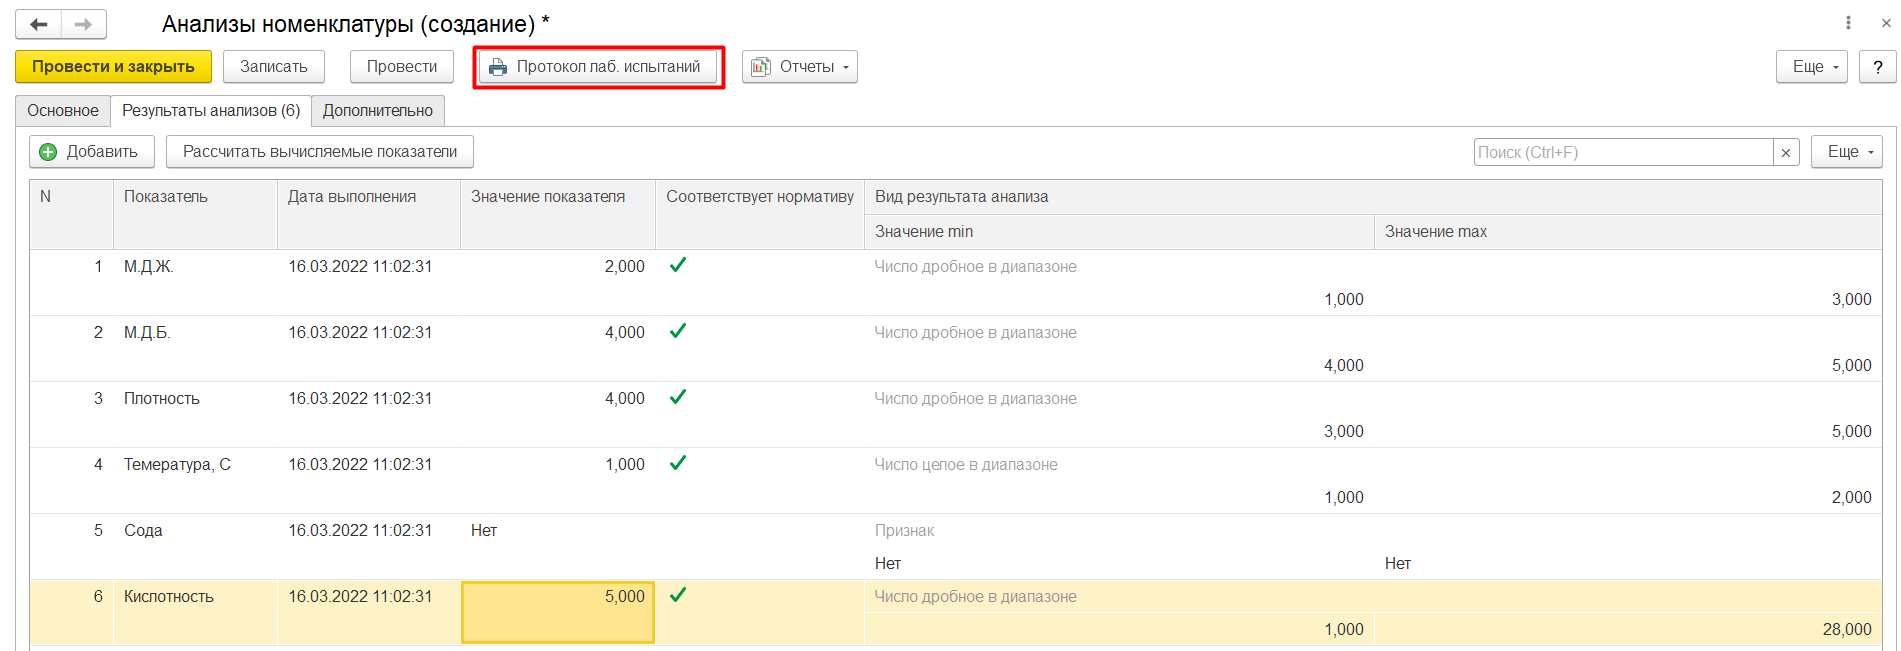 Анализы номенклатуры (создание) *
Провести и закрыть Записать Провести Протокол лаб. испытаний Отчеты Еще ?
Основное Результаты анализов (6) Дополнительно
Добавить Рассчитать вычисляемые показатели Поиск (Ctrl+F) × Еще
N Показатель Дата выполнения Значение показателя Соответствует нормативу Вид результата анализа
Значение min Значение max
1 М.Д.Ж. 16.03.2022 11:02:31 2,000 Число дробное в диапазоне
1,000 3,000
2 М.Д.Б. 16.03.2022 11:02:31 4,000 Число дробное в диапазоне
4,000 5,000
3 Плотность 16.03.2022 11:02:31 4,000 Число дробное в диапазоне
3,000 5,000
4 Темература, С 16.03.2022 11:02:31 1,000 Число целое в диапазоне
1,000 2,000
5 Сода 16.03.2022 11:02:31 Нет Признак
Нет Нет
6 Кислотность 16.03.2022 11:02:31 5,000 Число дробное в диапазоне
1,000 28,000